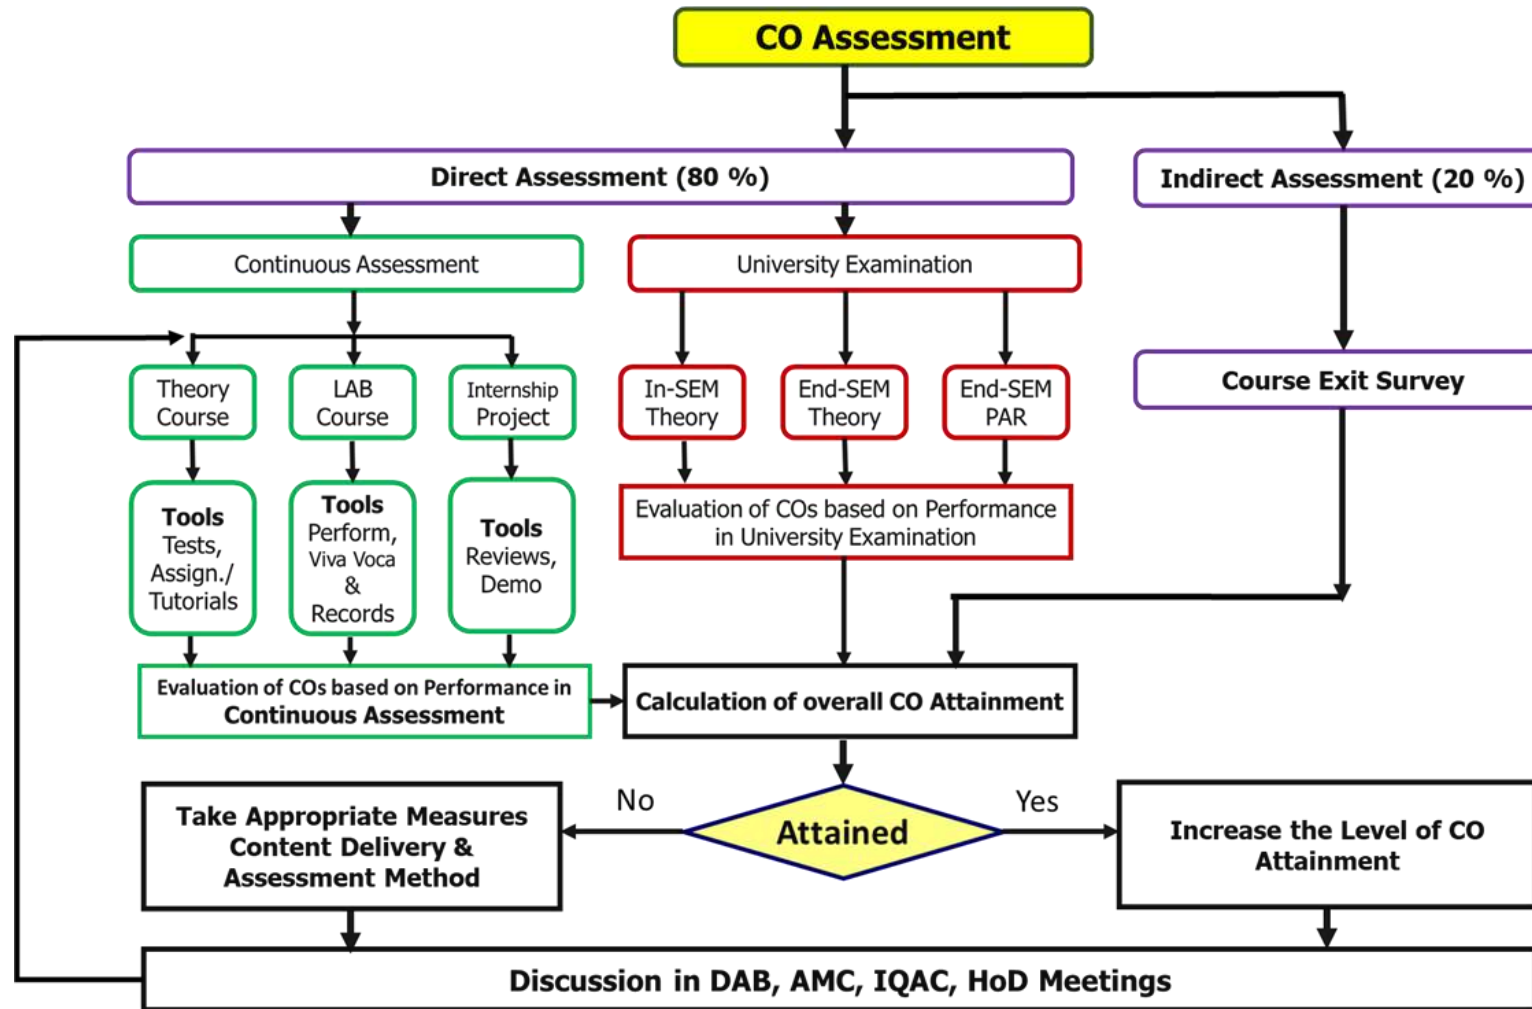 CO Assessment
Direct Assessment (80 %)
Indirect Assessment (20 %)
Continuous Assessment
University Examination
Theory
Course
LAB
Course
Internship
Project
In-SEM
Theory
End-SEM
Theory
End-SEM
PAR
Course Exit Survey
Tools
Tests,
Assign./
Tutorials
Tools
Perform,
Viva Voca
&
Records
Tools
Reviews,
Demo
Evaluation of COs based on Performance
in University Examination
Evaluation of COs based on Performance in
Continuous Assessment
Calculation of overall CO Attainment
Take Appropriate Measures
Content Delivery &
Assessment Method
No
Attained
Yes
Increase the Level of CO
Attainment
Discussion in DAB, AMC, IQAC, HoD Meetings